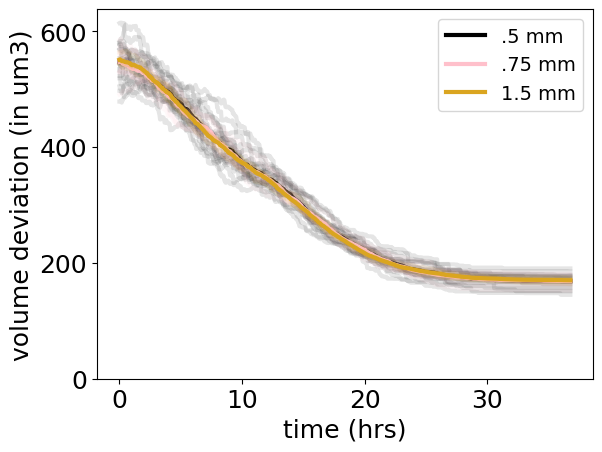 volume deviation (in um3)
600
400
200
0
0 10 20 30
time (hrs)
.5 mm
.75 mm
1.5 mm